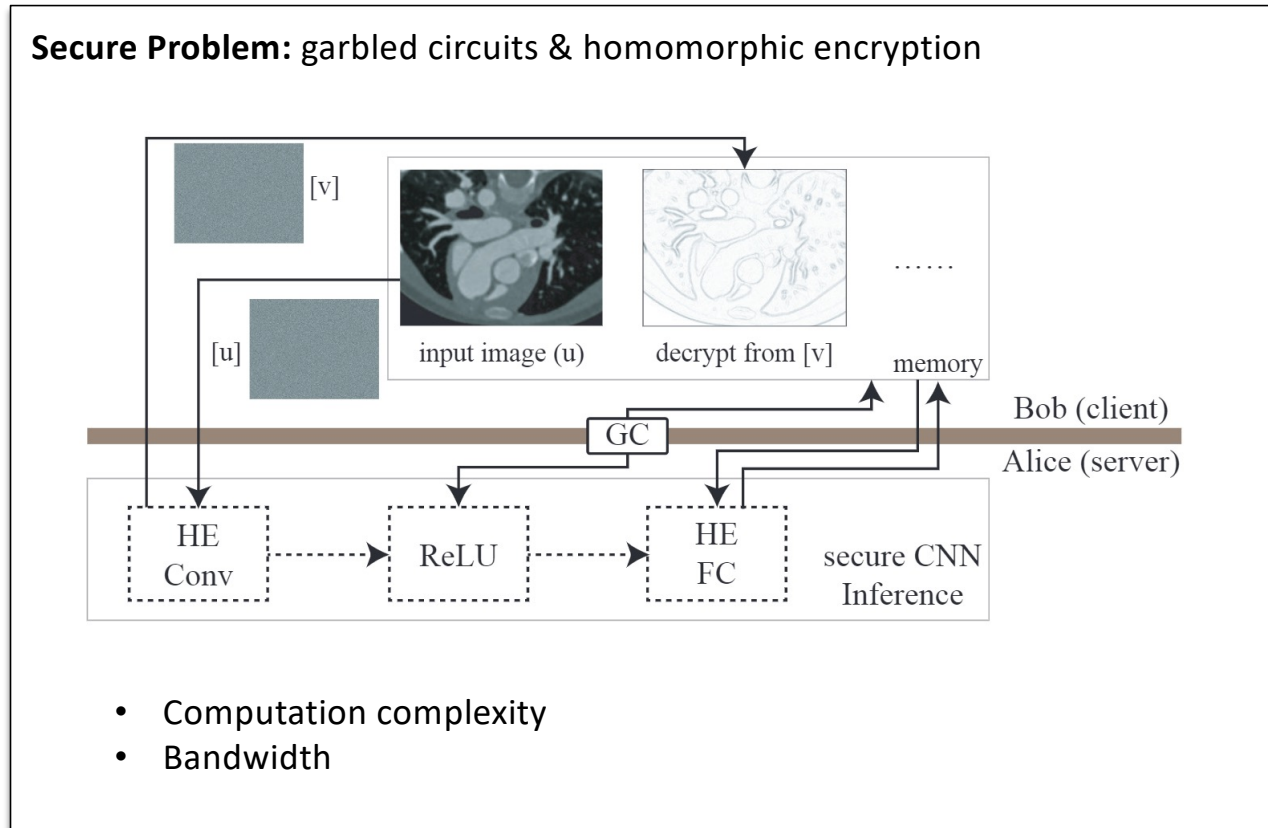 Secure Problem: garbled circuits & homomorphic encryption
[v]
[u]
input image (u)
decrypt from [v]
......
memory
Bob (client)
GC
Alice (server)
HE
Conv
ReLU
HE
FC
secure CNN
Inference
• Computation complexity
• Bandwidth